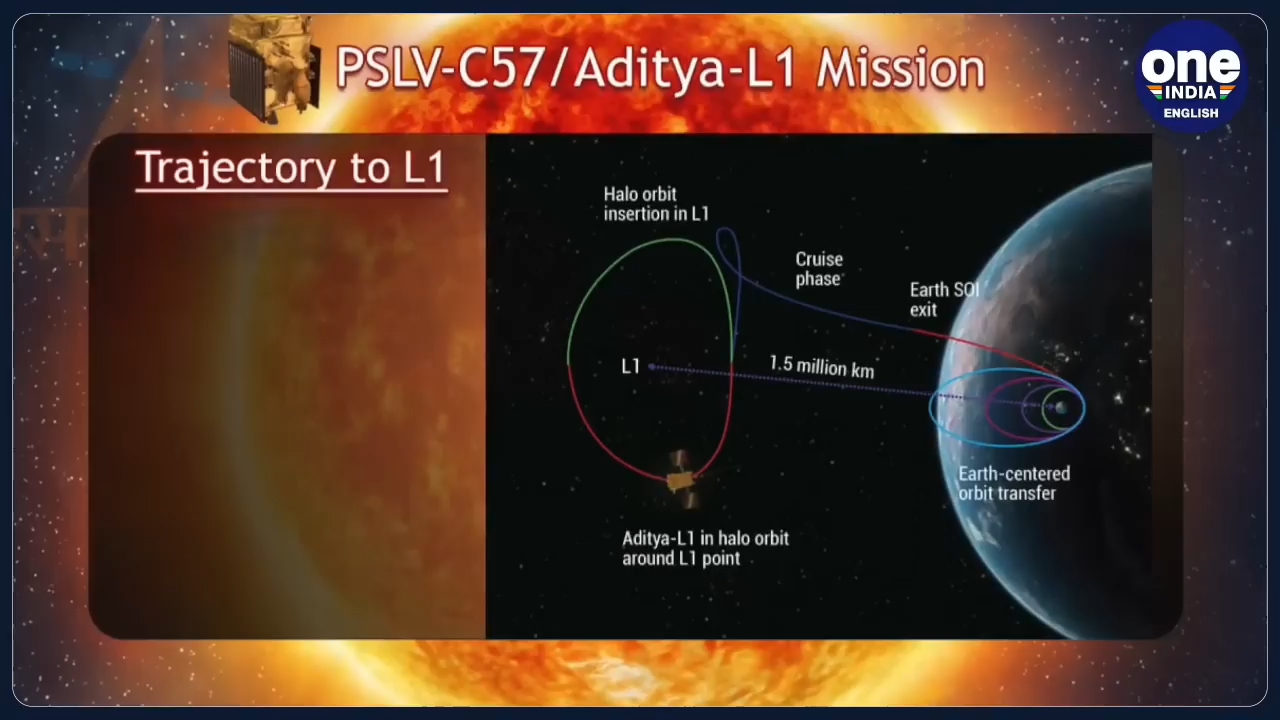 PSLV-C57/Aditya-L1 Mission
one
INDIA
ENGLISH
Trajectory to L1
Halo orbit
insertion in L1
Cruise
phase
Earth SOI
exit
L1
1.5 million km
Earth-centered
orbit transfer
Aditya-L1 in halo orbit
around L1 point